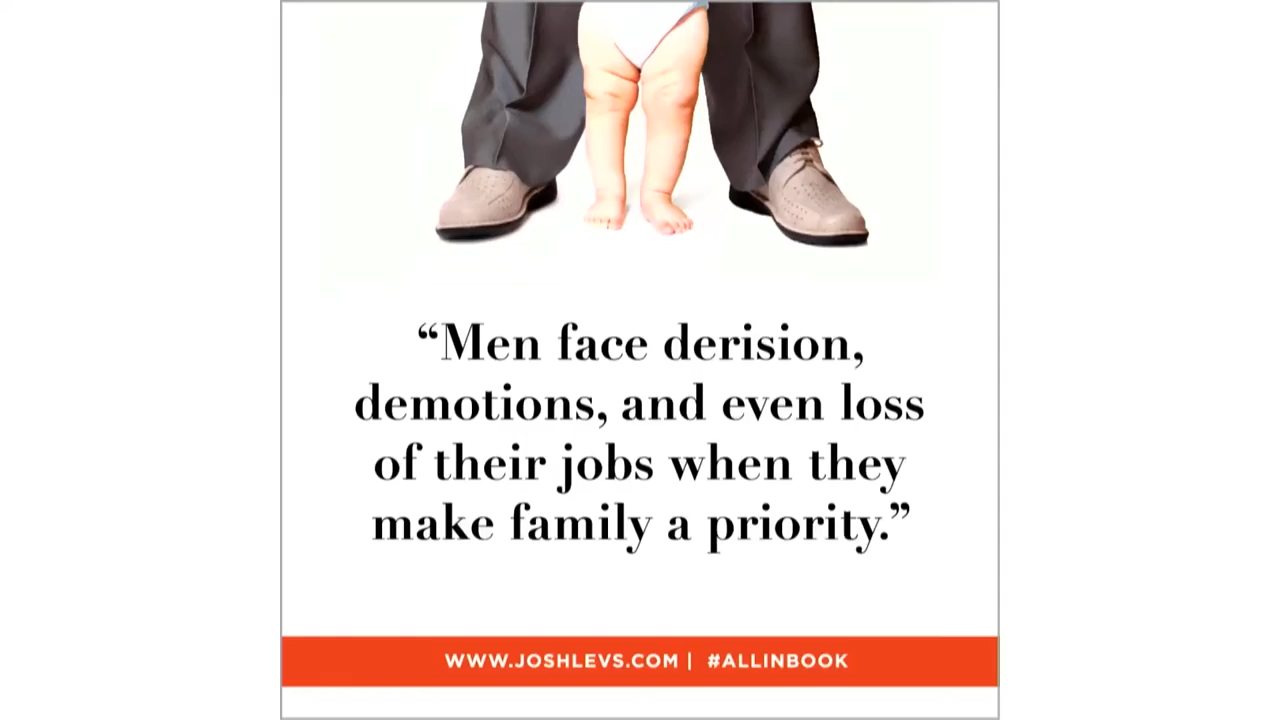 “Men face derision,
demotions, and even loss
of their jobs when they
make family a priority.”
WWW.JOSHLEVS.COM | #ALLINBOOK